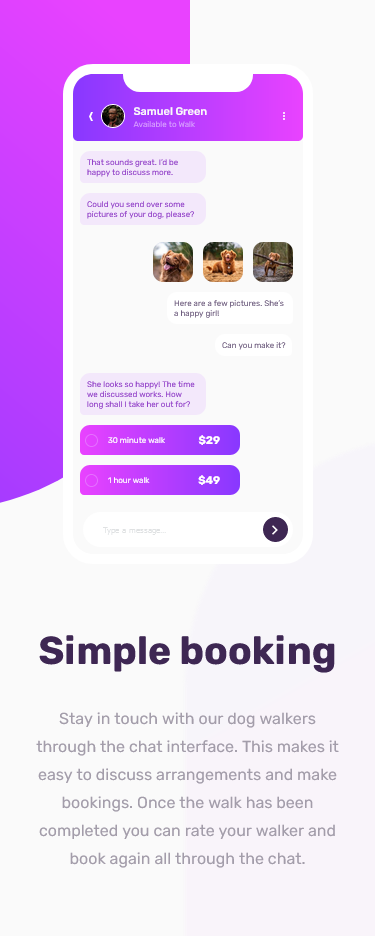 Samuel Green
Available to Walk
That sounds great. I'd be
happy to discuss more.
Could you send over some
pictures of your dog, please?
Here are a few pictures. She's
a happy girl!
Can you make it?
She looks so happy! The time
we discussed works. How
long shall I take her out for?
30 minute walk $29
1 hour walk $49
Type a message...
Simple booking
Stay in touch with our dog walkers
through the chat interface. This makes it
easy to discuss arrangements and make
bookings. Once the walk has been
completed you can rate your walker and
book again all through the chat.